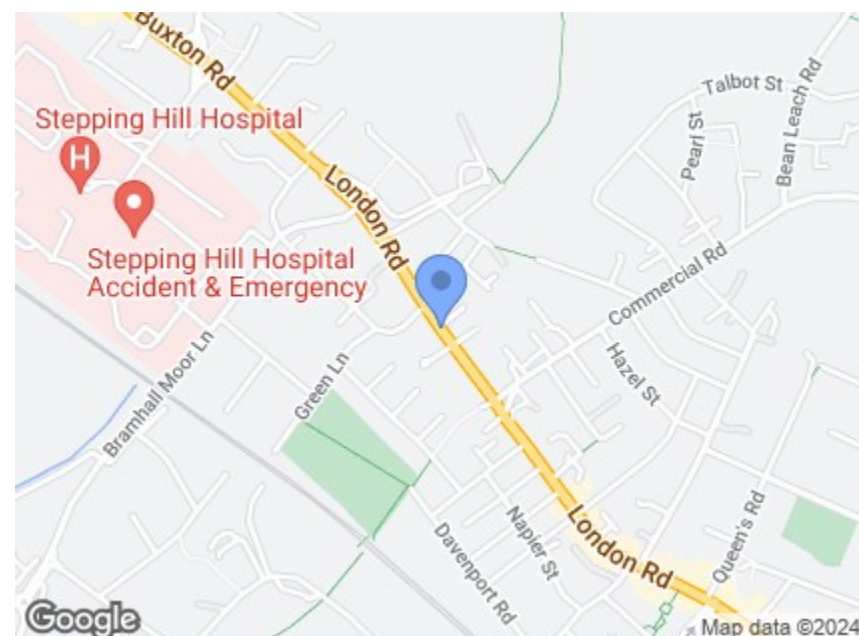 Buxton Rd
Talbot St
Bean Leach Rd
Pearl St
Stepping Hill Hospital
H
London Rd
Stepping Hill Hospital
Accident & Emergency
Commercial Rd
Hazel St
Bramhall Moor Ln
Green Ln
Napier St
Davenport Rd
London Rd
Queen's Rd
Google
Map data ©2024